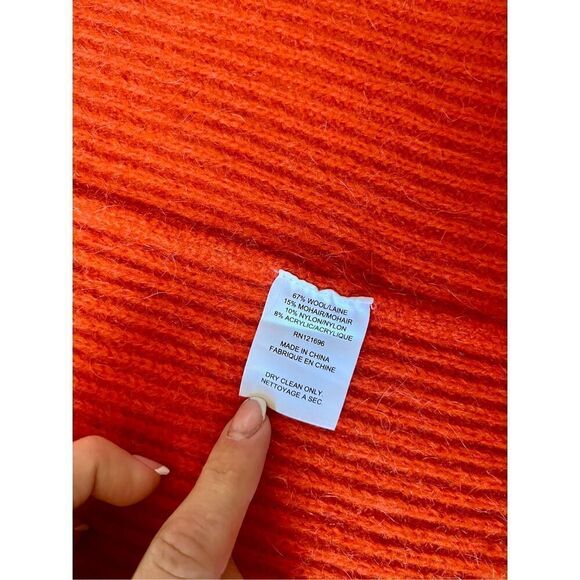 67% WOOL/LAINE
15% MOHAIR/MOHAIR
10% NYLON/NYLON
8% ACRYLIC/ACRYLIQUE
RN121696
MADE IN CHINA
FABRIQUE EN CHINE
DRY CLEAN ONLY.
NETTOYAGE A SEC